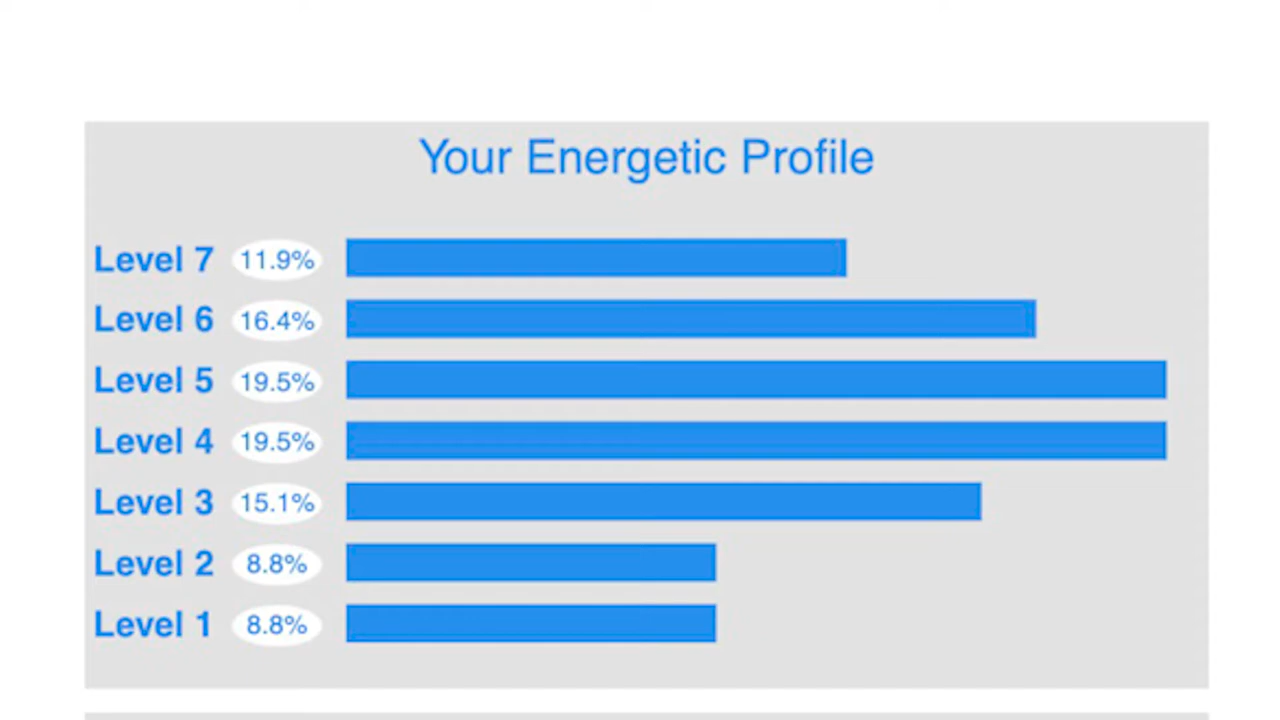 Your Energetic Profile
Level 7 11.9%
Level 6 16.4%
Level 5 19.5%
Level 4 19.5%
Level 3 15.1%
Level 2 8.8%
Level 1 8.8%